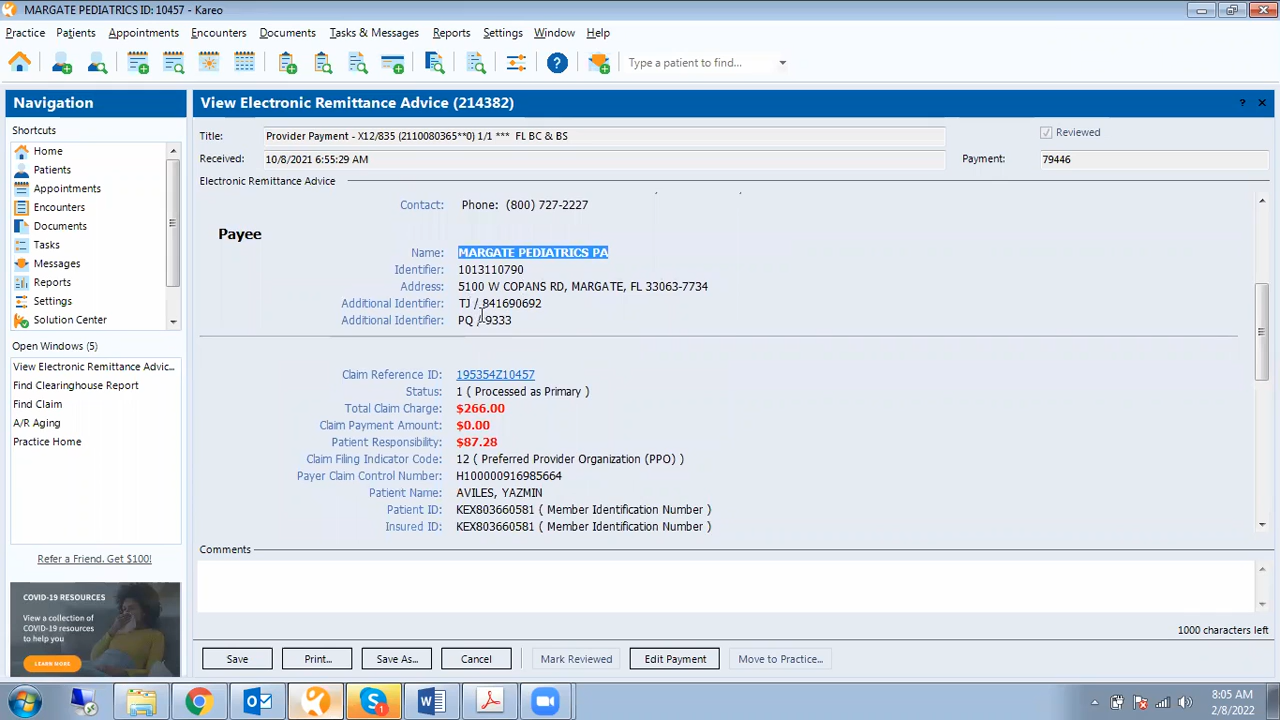 MARGATE PEDIATRICS ID: 10457 - Kareo
Practice Patients Appointments Encounters Documents Tasks & Messages Reports Settings Window Help
Type a patient to find...
Navigation
Shortcuts
Home
Patients
Appointments
Encounters
Documents
Tasks
Messages
Reports
Settings
Solution Center
Open Windows (5)
View Electronic Remittance Advic...
Find Clearinghouse Report
Find Claim
A/R Aging
Practice Home
Refer a Friend. Get $100!
COVID-19 RESOURCES
View a collection of
COVID-19 resources
to help you
LEARN MORE
View Electronic Remittance Advice (214382)
Title: Provider Payment - X12/835 (2110080365**0) 1/1 *** FL BC & BS Reviewed
Received: 10/8/2021 6:55:29 AM Payment: 79446
Electronic Remittance Advice
Contact: Phone: (800) 727-2227
Payee
Name: MARGATE PEDIATRICS PA
Identifier: 1013110790
Address: 5100 W COPANS RD, MARGATE, FL 33063-7734
Additional Identifier: TJ / 841690692
Additional Identifier: PQ / 9333
Claim Reference ID: 195354Z10457
Status: 1 ( Processed as Primary )
Total Claim Charge: $266.00
Claim Payment Amount: $0.00
Patient Responsibility: $87.28
Claim Filing Indicator Code: 12 ( Preferred Provider Organization (PPO) )
Payer Claim Control Number: H100000916985664
Patient Name: AVILES, YAZMIN
Patient ID: KEX803660581 ( Member Identification Number )
Insured ID: KEX803660581 ( Member Identification Number )
Comments
1000 characters left
Save Print... Save As... Cancel Mark Reviewed Edit Payment Move to Practice...
8:05 AM
2/8/2022